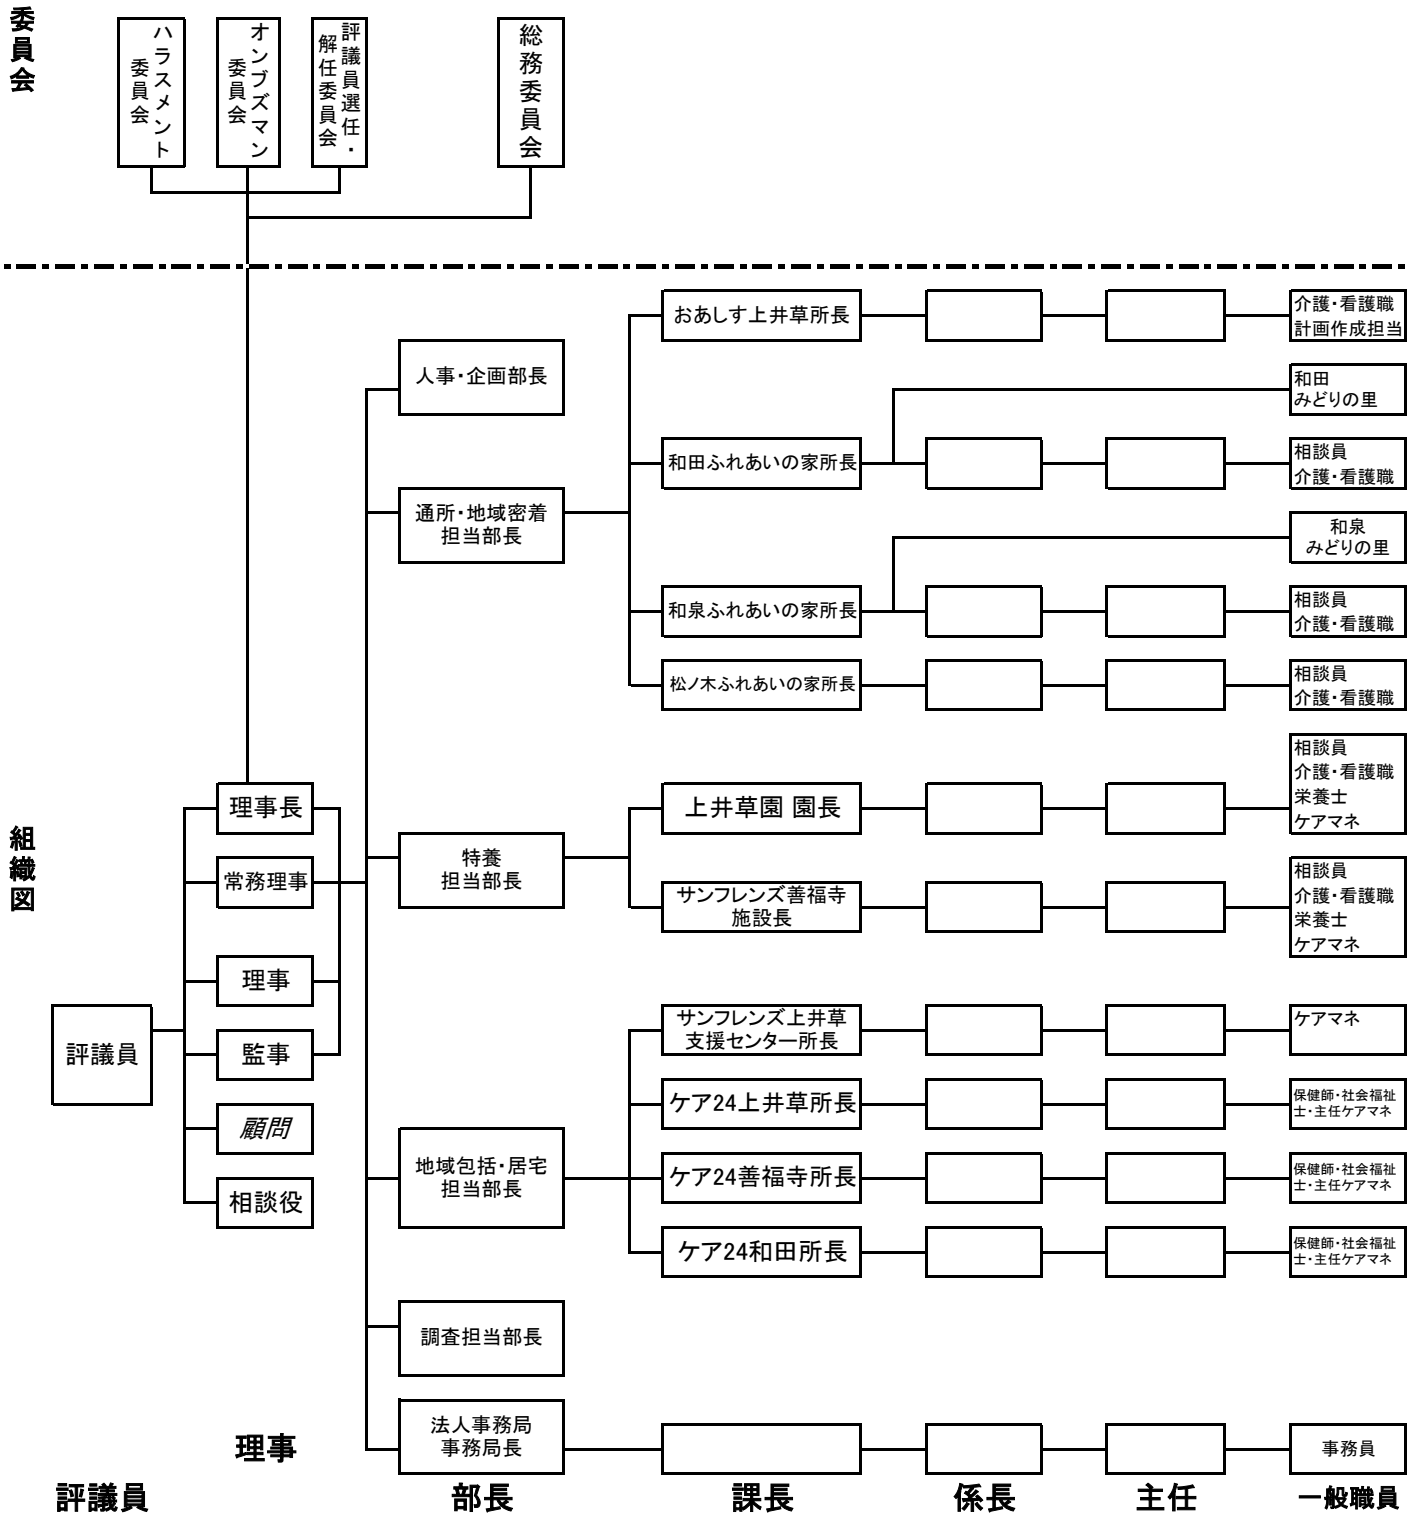 委員会
ハラスメント
委員会
オンブズマン
委員会
評議員選任・
解任委員会
総務委員会
組織図
評議員
理事長
常務理事
理事
監事
顧問
相談役
人事・企画部長
通所・地域密着
担当部長
特養
担当部長
地域包括・居宅
担当部長
調査担当部長
法人事務局
事務局長
おあしす上井草所長
介護・看護職
計画作成担当
和田
みどりの里
和田ふれあいの家所長
相談員
介護・看護職
和泉
みどりの里
和泉ふれあいの家所長
相談員
介護・看護職
松ノ木ふれあいの家所長
相談員
介護・看護職
上井草園 園長
相談員
介護・看護職
栄養士
ケアマネ
サンフレンズ善福寺
施設長
相談員
介護・看護職
栄養士
ケアマネ
サンフレンズ上井草
支援センター所長
ケアマネ
ケア24上井草所長
保健師・社会福祉
士・主任ケアマネ
ケア24善福寺所長
保健師・社会福祉
士・主任ケアマネ
ケア24和田所長
保健師・社会福祉
士・主任ケアマネ
事務員
評議員
理事
部長
課長
係長
主任
一般職員